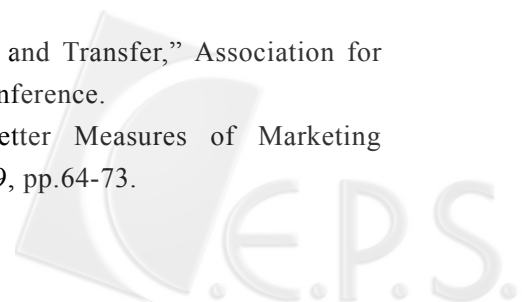 and Transfer,” Association for
nference.
etter Measures of Marketing
9, pp.64-73.
C.E.P.S.